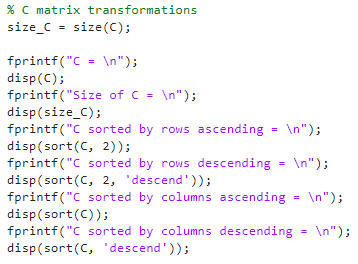 % C matrix transformations
size_C = size(C);

fprintf("C = \n");
disp(C);
fprintf("Size of C = \n");
disp(size_C);
fprintf("C sorted by rows ascending = \n");
disp(sort(C, 2));
fprintf("C sorted by rows descending = \n");
disp(sort(C, 2, 'descend'));
fprintf("C sorted by columns ascending = \n");
disp(sort(C));
fprintf("C sorted by columns descending = \n");
disp(sort(C, 'descend'));